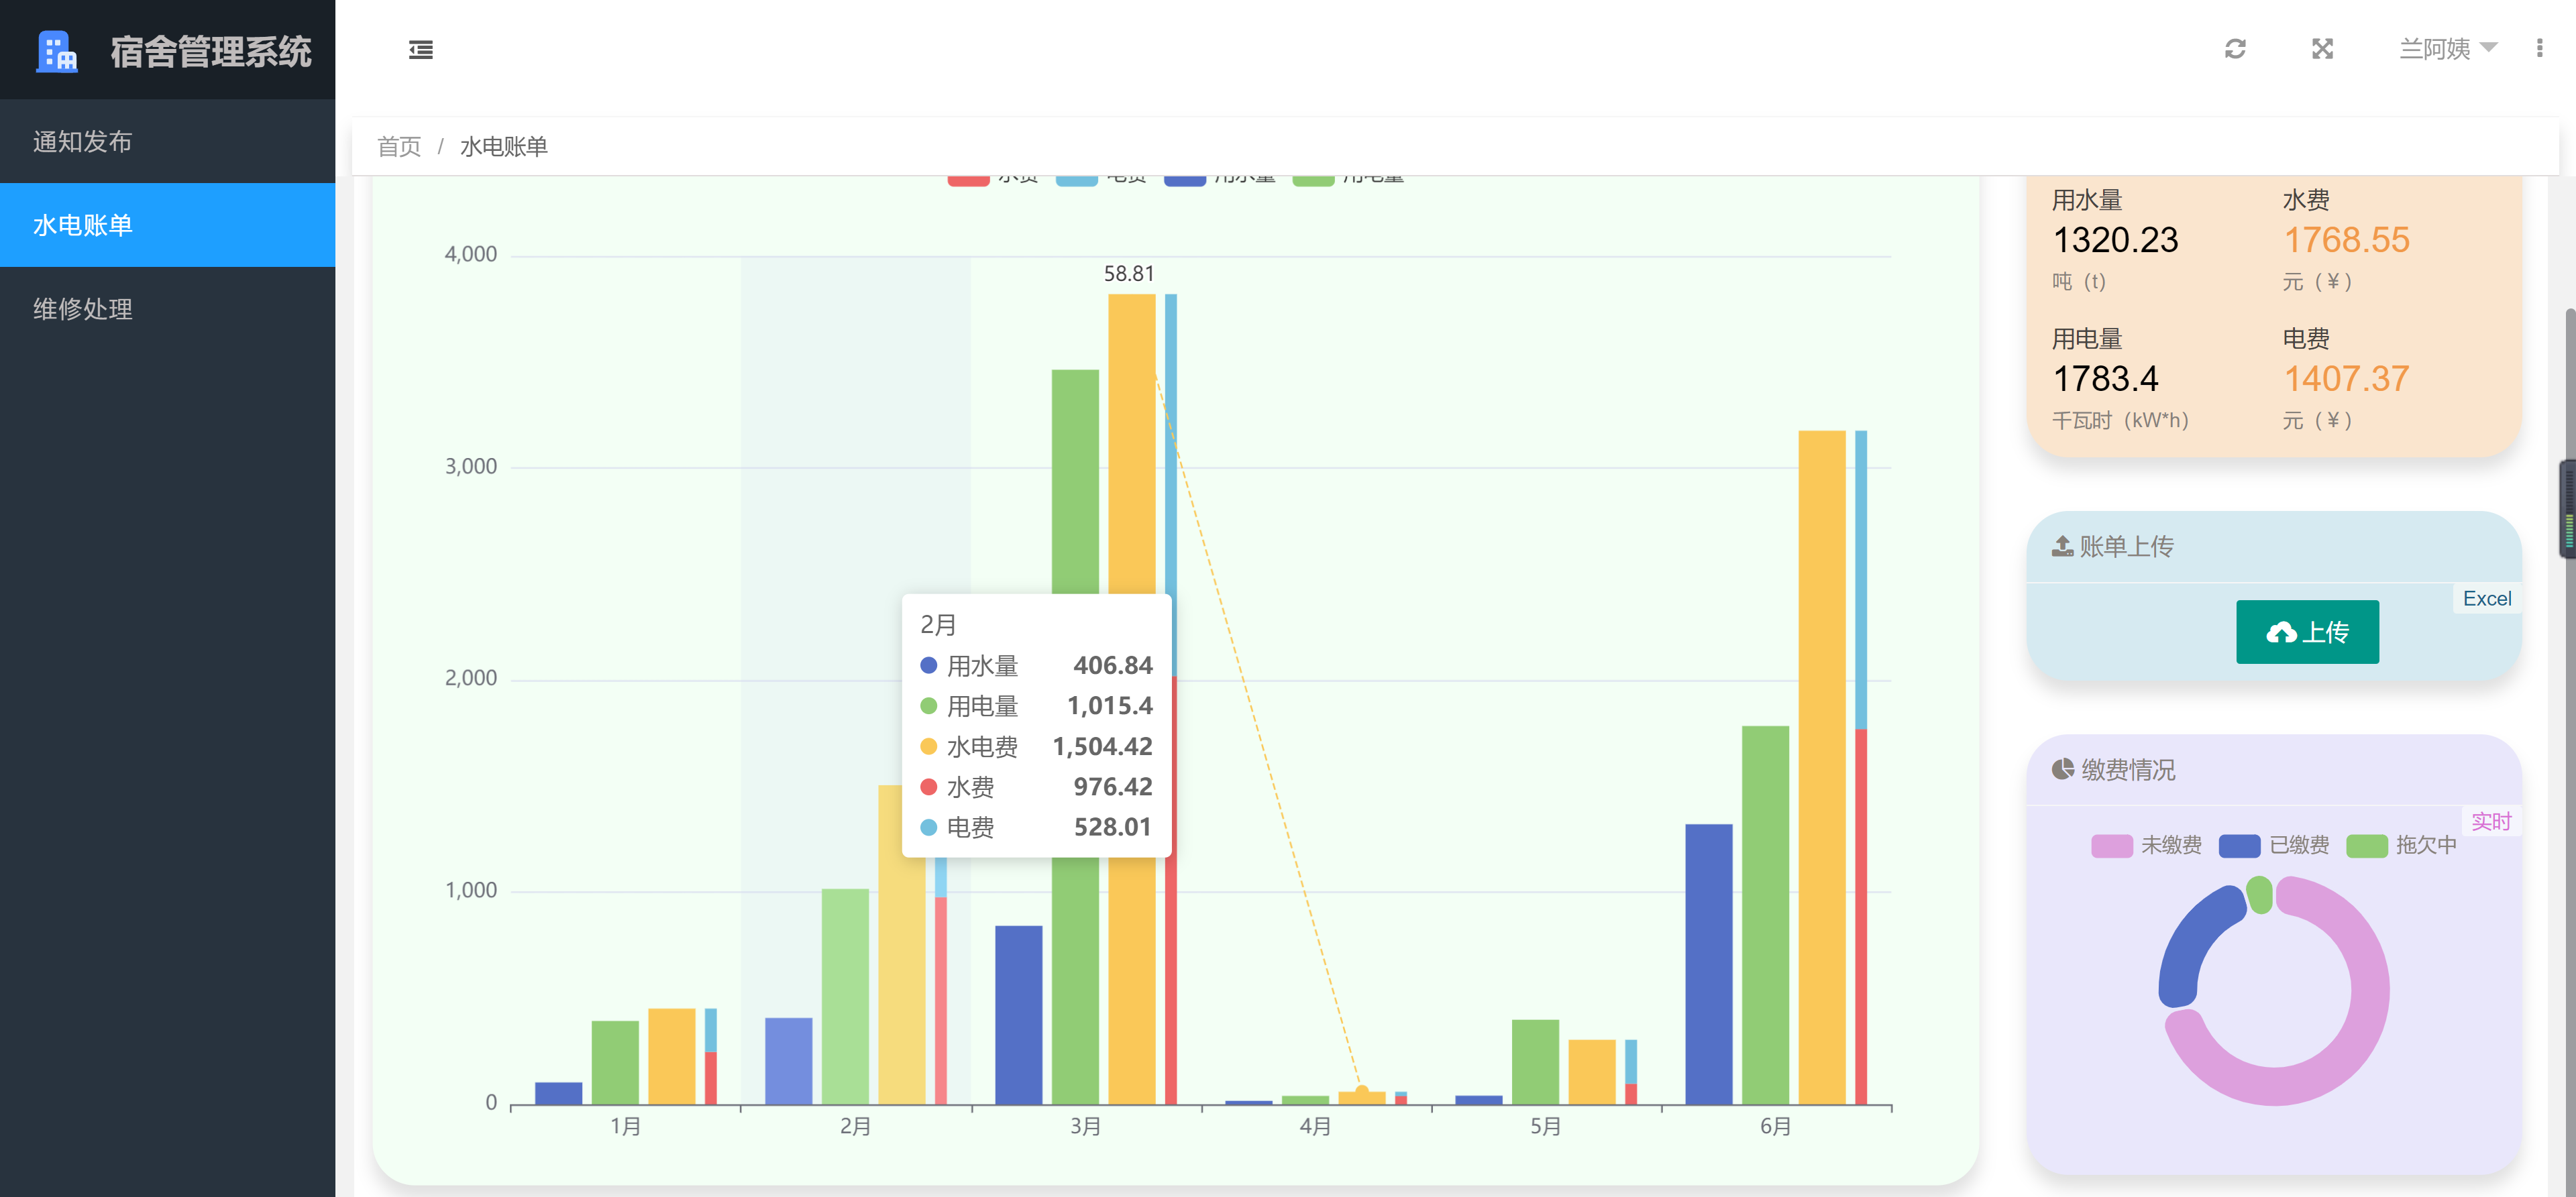 宿舍管理系统
兰阿姨
通知发布
水电账单
维修处理
首页 / 水电账单
水费 电费 用水量 用电量
4,000
3,000
2,000
1,000
0
58.81
2月
用水量 406.84
用电量 1,015.4
水电费 1,504.42
水费 976.42
电费 528.01
1月 2月 3月 4月 5月 6月
用水量 水费
1320.23 1768.55
吨（t） 元（¥）
用电量 电费
1783.4 1407.37
千瓦时（kW*h） 元（¥）
账单上传
Excel
上传
缴费情况
实时
未缴费 已缴费 拖欠中